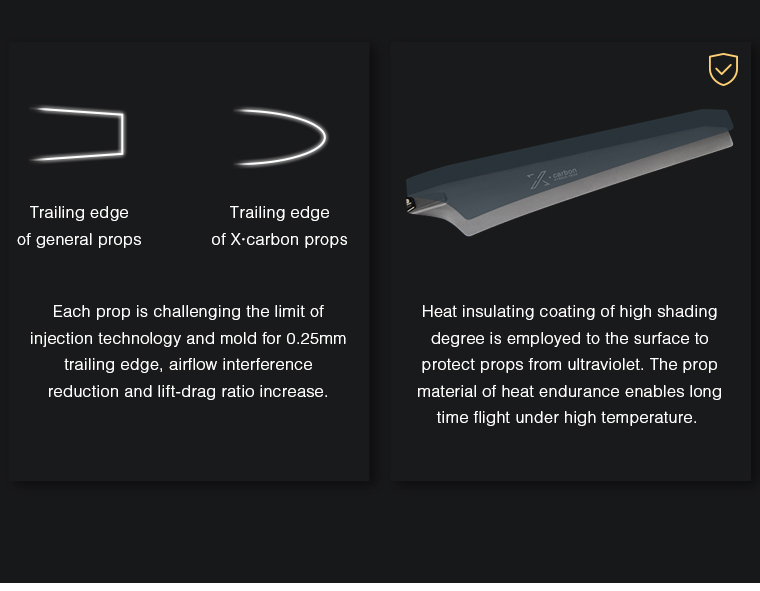 Trailing edge
of general props
Trailing edge
of X·carbon props
Each prop is challenging the limit of
injection technology and mold for 0.25mm
trailing edge, airflow interference
reduction and lift-drag ratio increase.
X·carbon
Heat insulating coating of high shading
degree is employed to the surface to
protect props from ultraviolet. The prop
material of heat endurance enables long
time flight under high temperature.